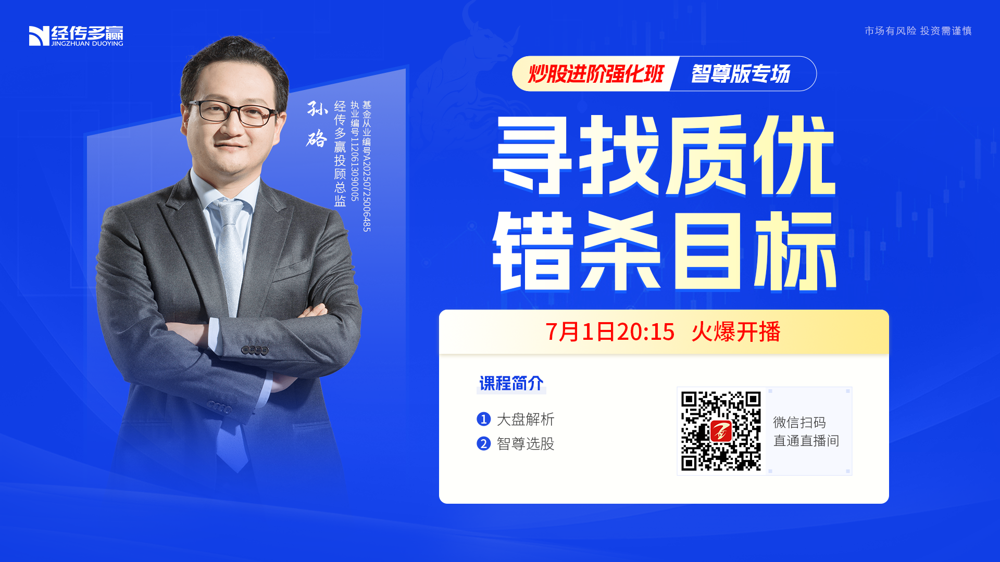 经传多赢
JINGZHUAN DUOYING
市场有风险 投资需谨慎
孙硌
经传多赢投顾总监
执业编号1120613090005
基金从业编号A20250725006485
炒股进阶强化班 智尊版专场
寻找质优
错杀目标
7月1日20:15 火爆开播
课程简介
1 大盘解析
2 智尊选股
微信扫码
直通直播间